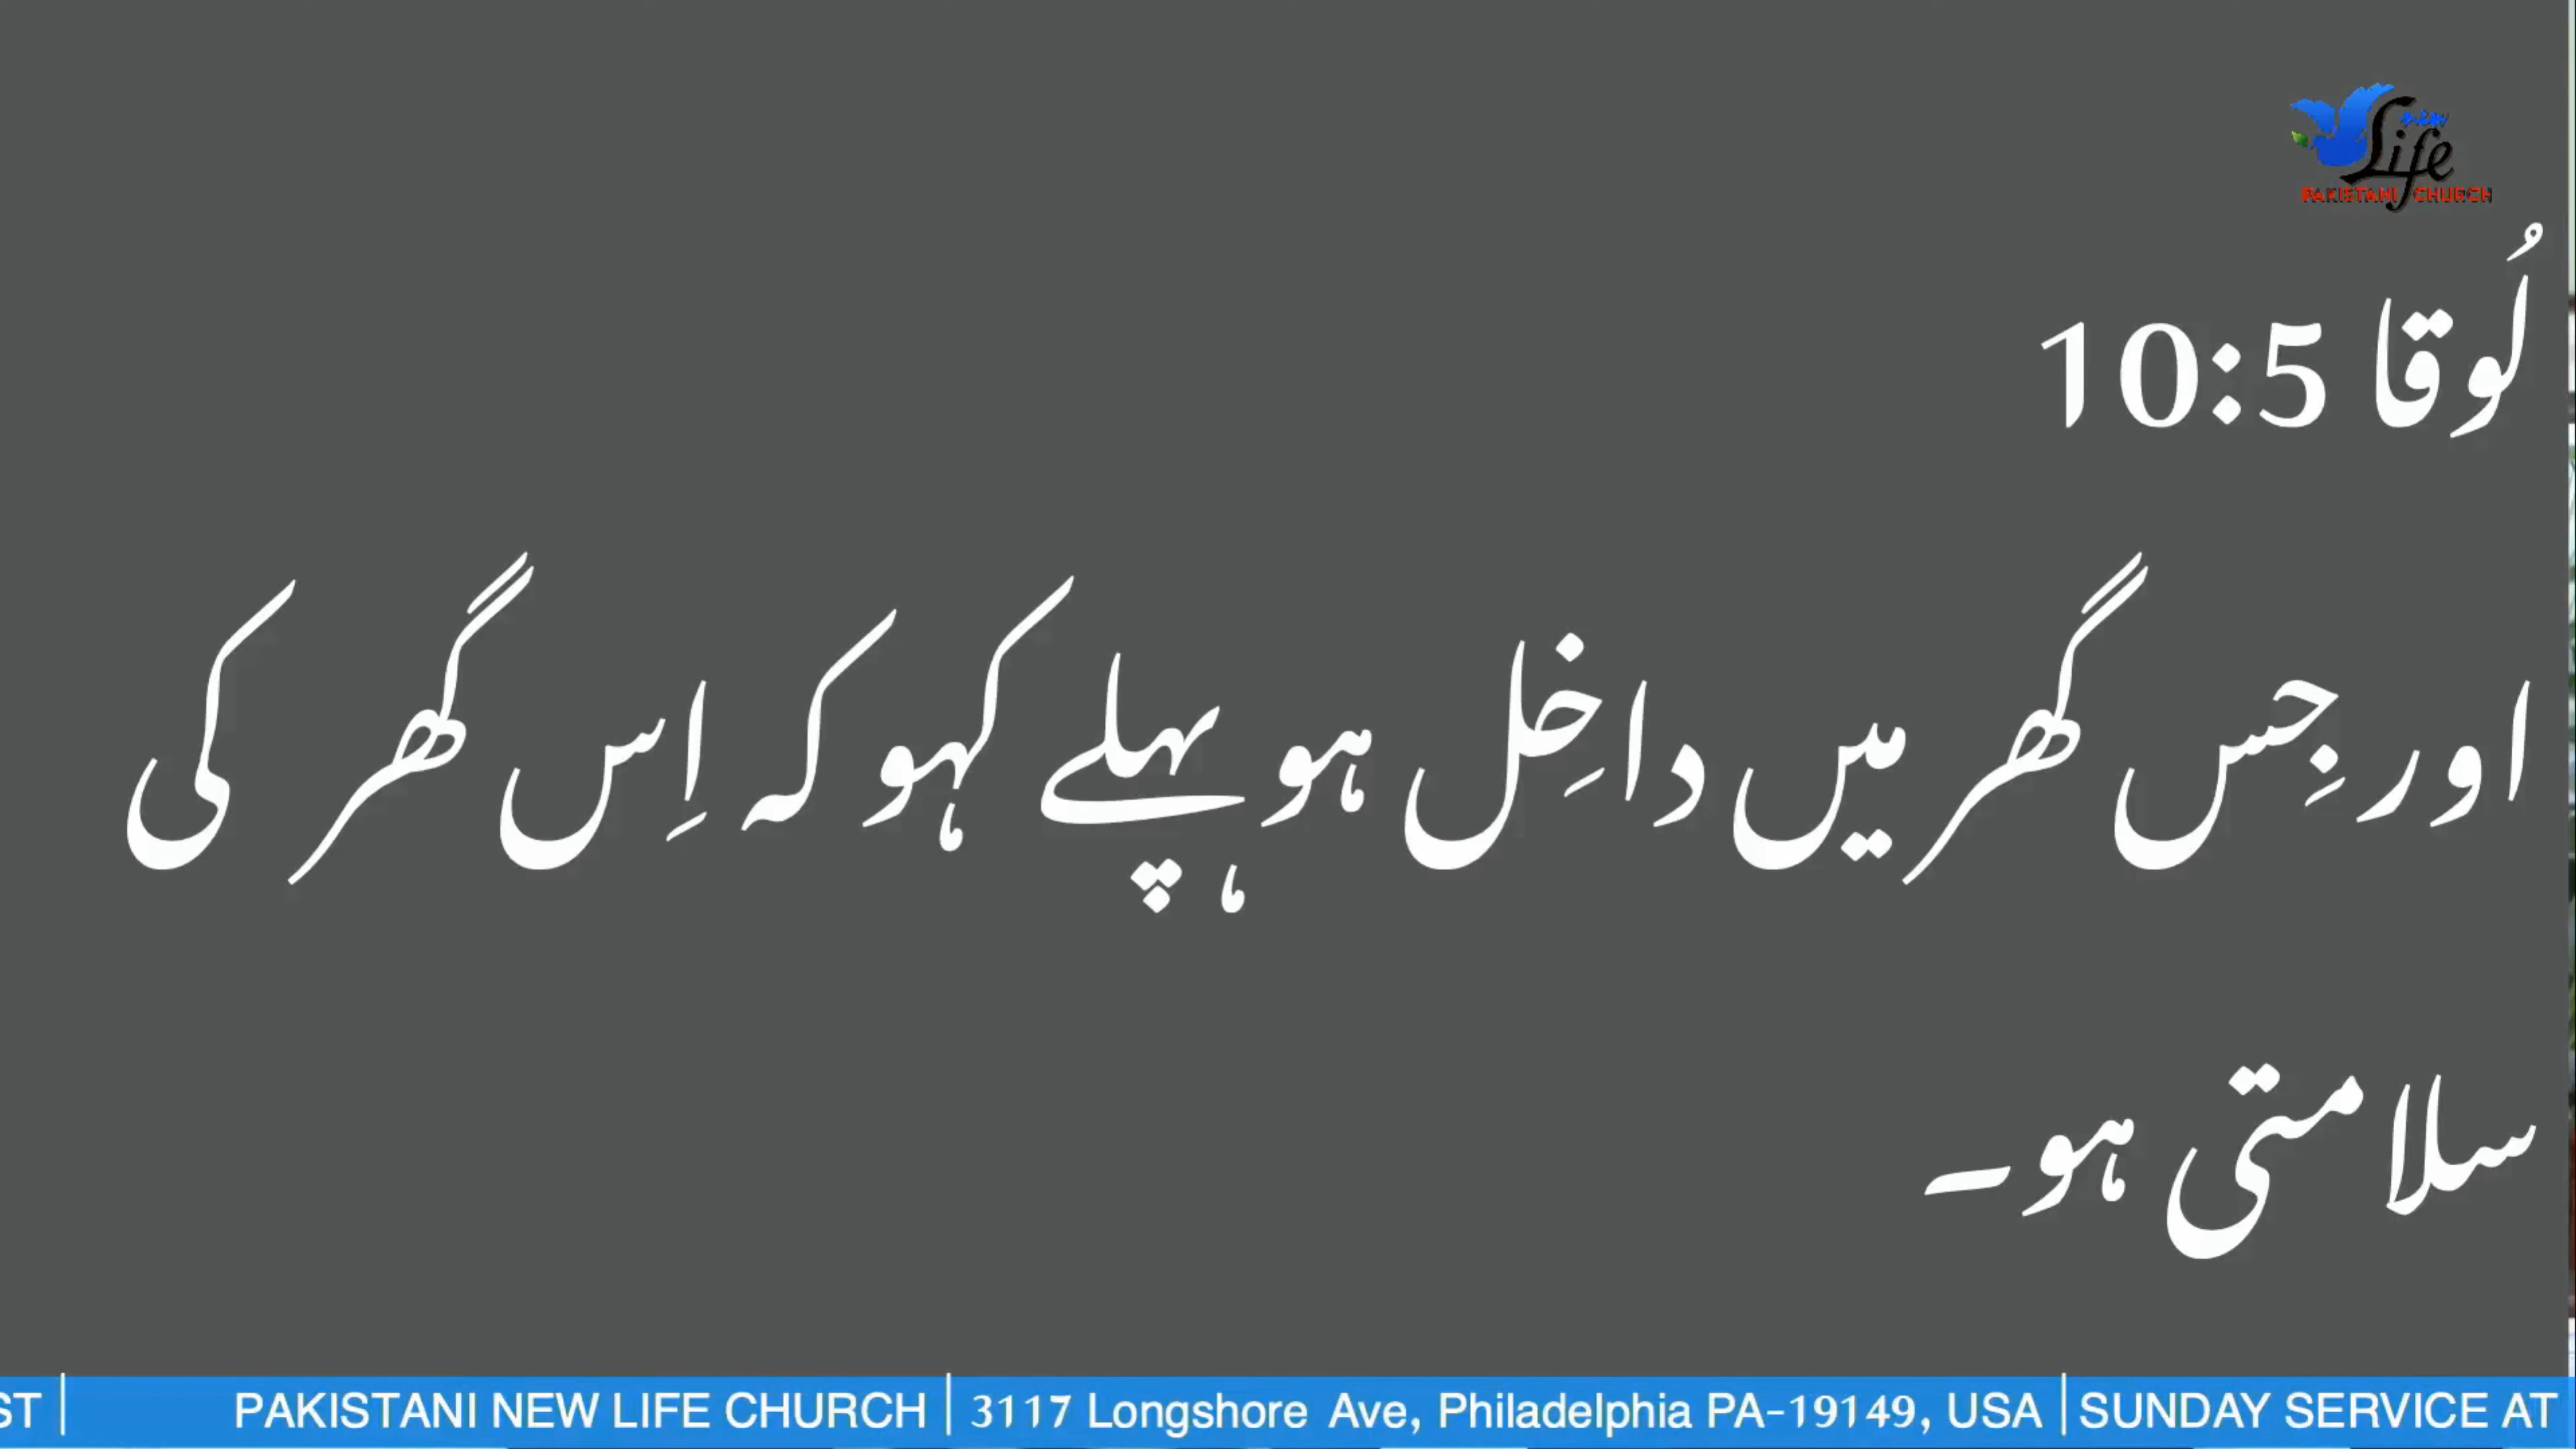 New
Life
PAKISTANI CHURCH
لُوقا 10:5
اور جِس گھر میں داخِل ہو پہلے کہو کہ اِس گھر کی
سلامتی ہو۔
ST | PAKISTANI NEW LIFE CHURCH | 3117 Longshore Ave, Philadelphia PA-19149, USA | SUNDAY SERVICE AT